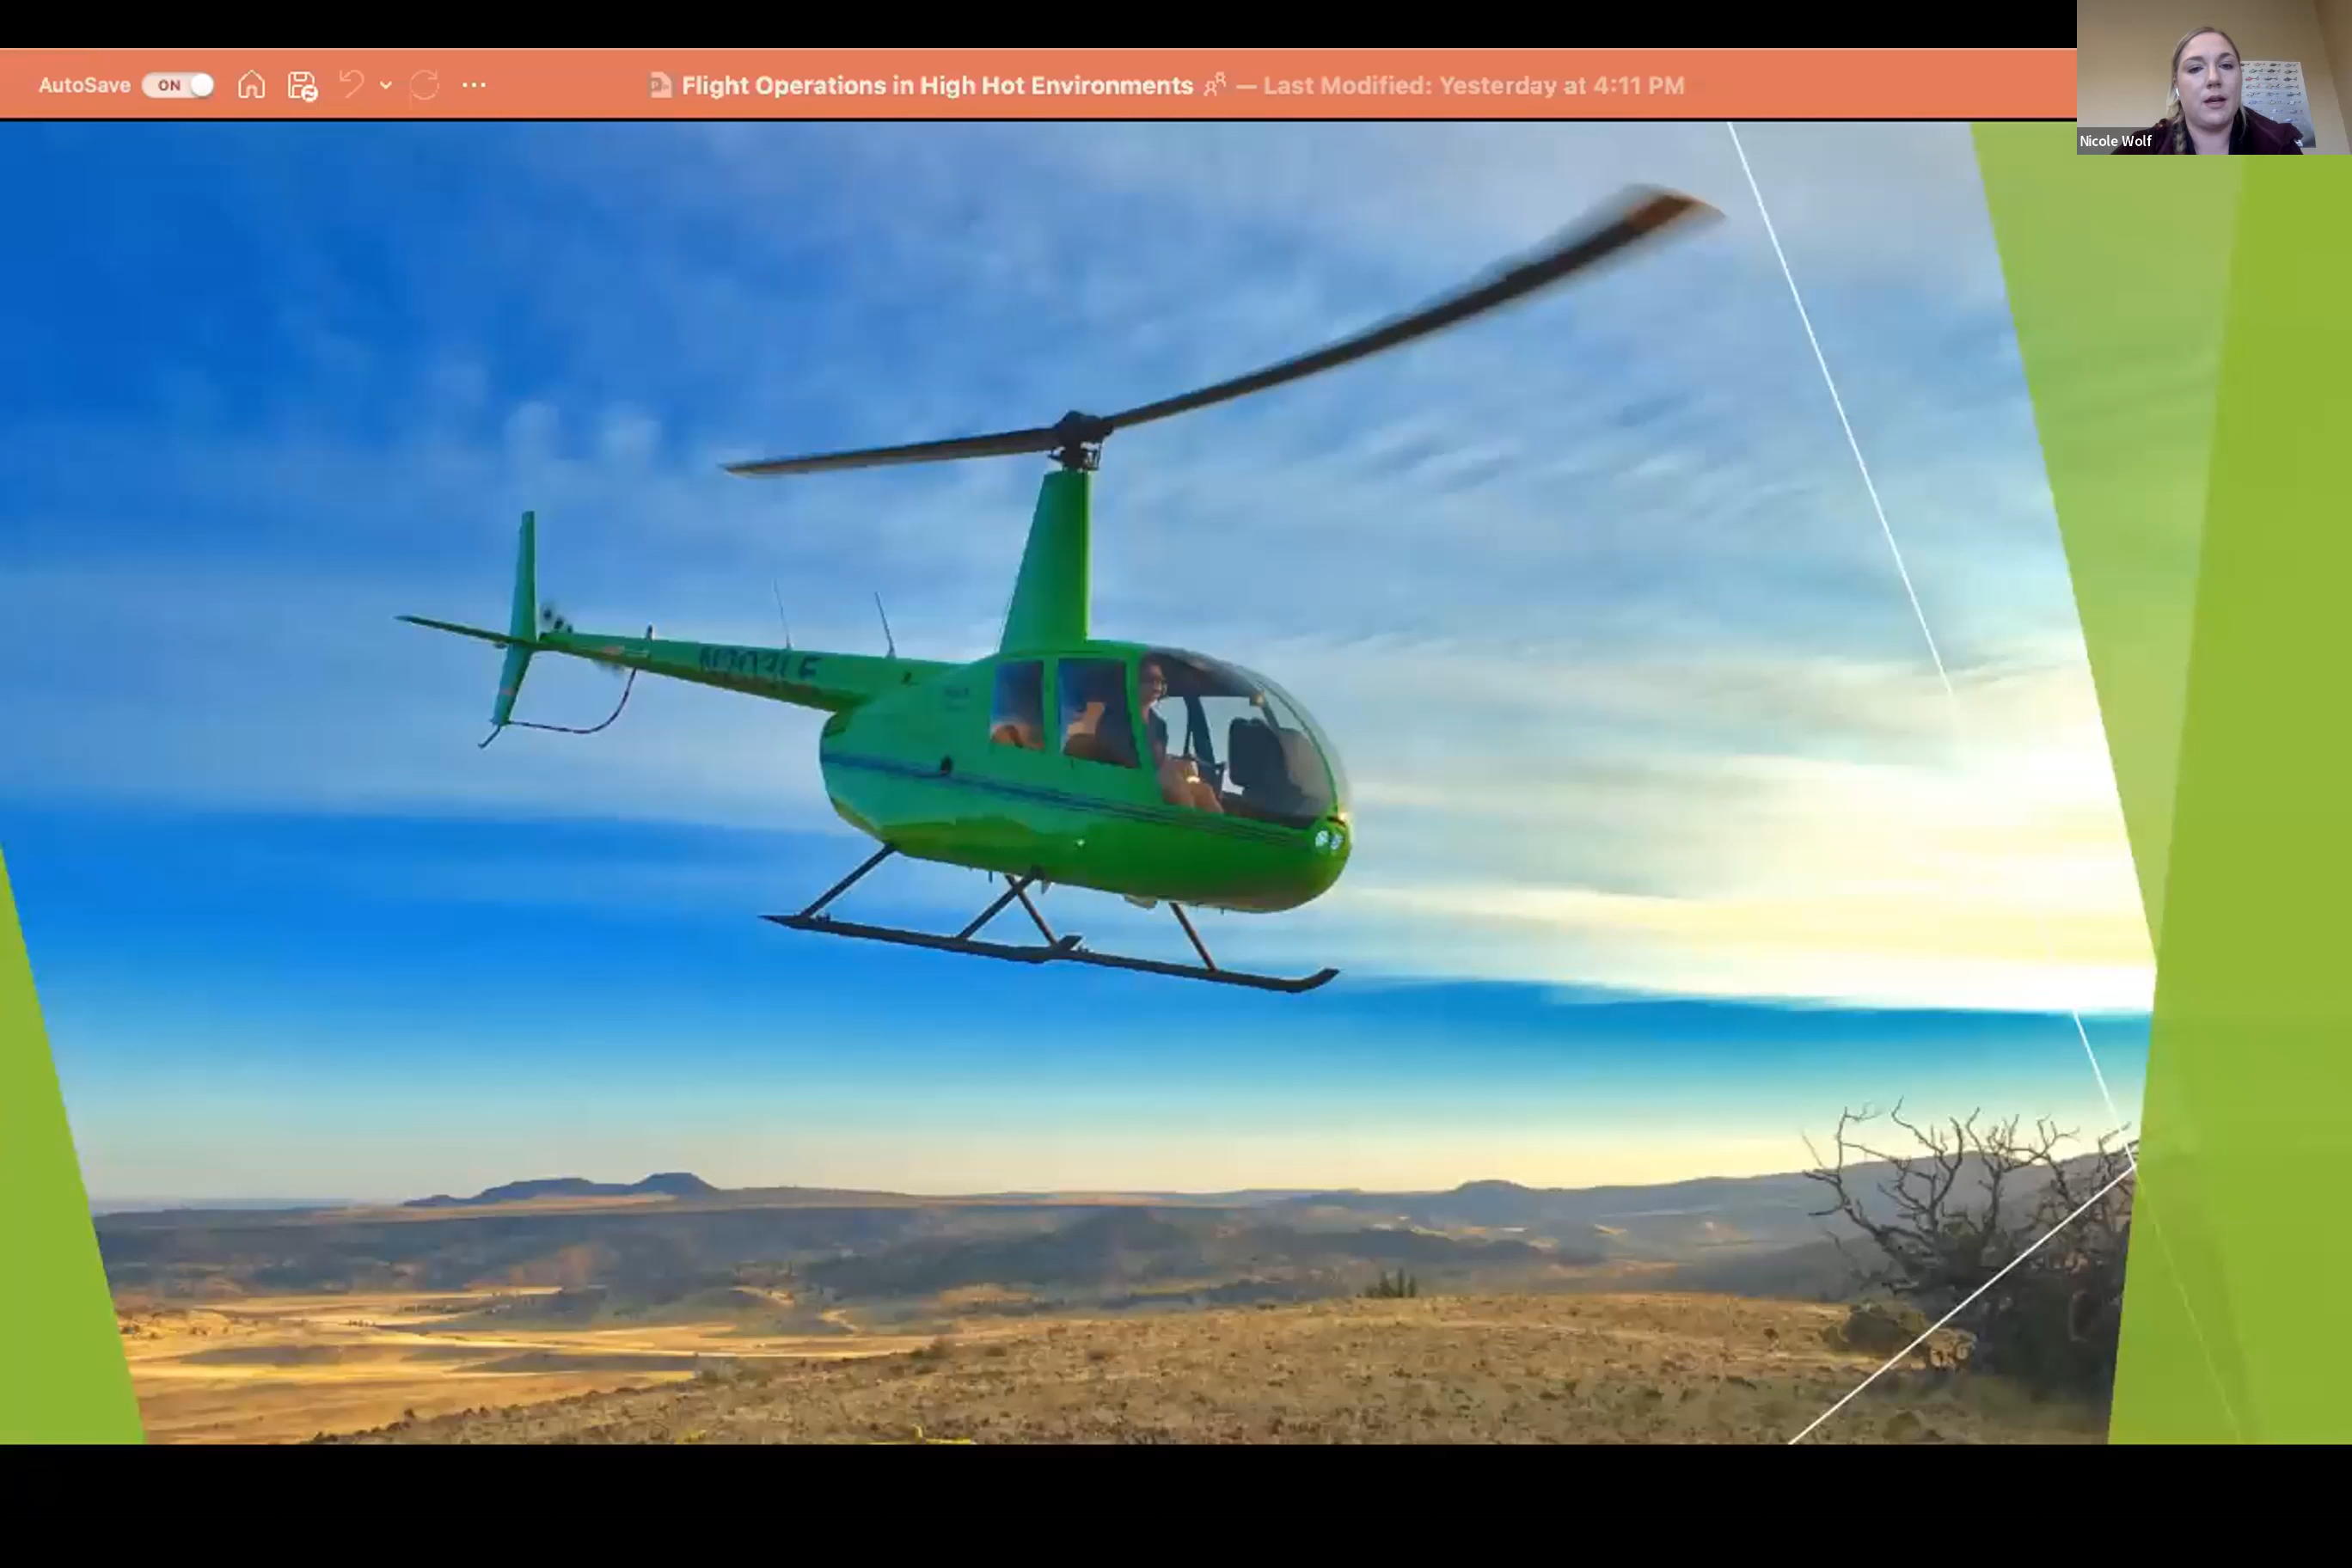 AutoSave ON Flight Operations in High Hot Environments — Last Modified: Yesterday at 4:11 PM
Nicole Wolf